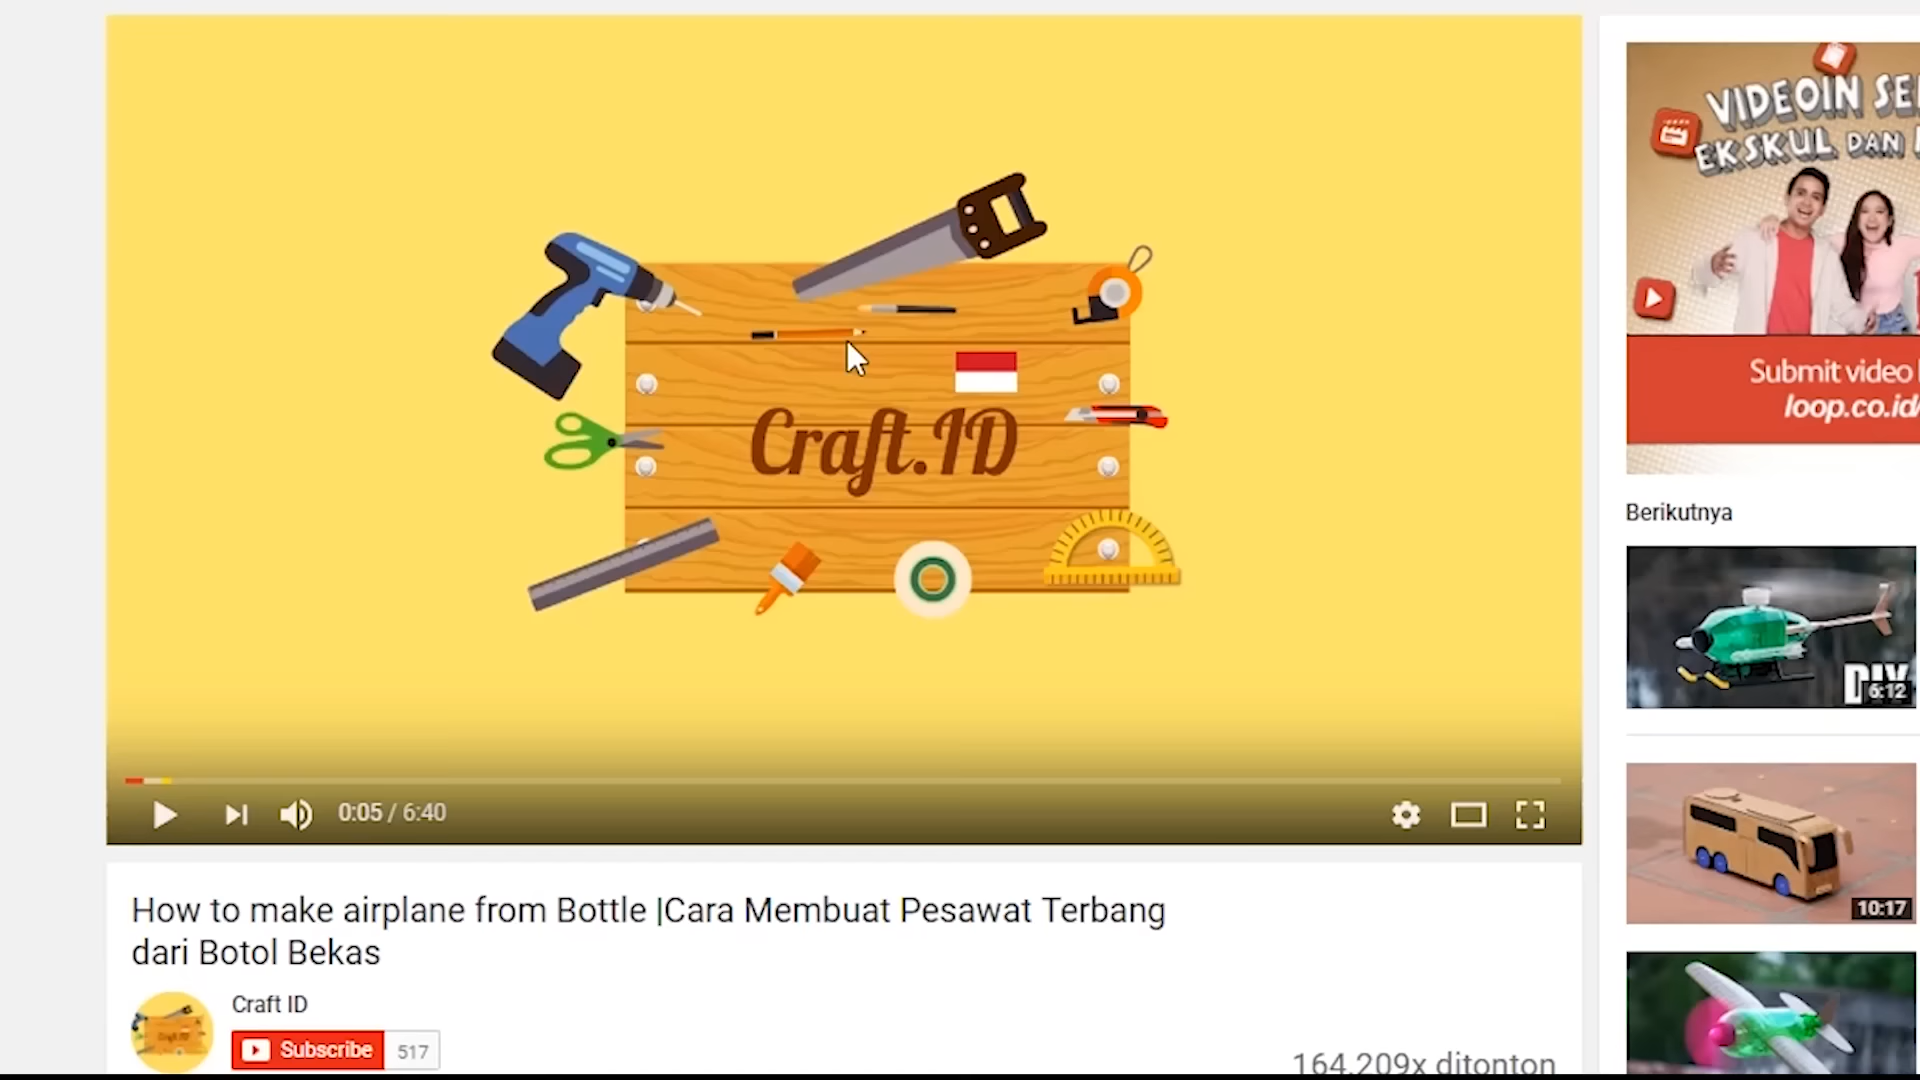 VIDEOIN
EKSKUL DAN
Submit video
loop.co.id/
Craft.ID
Berikutnya
DIY
6:12
0:05 / 6:40
10:17
How to make airplane from Bottle |Cara Membuat Pesawat Terbang
dari Botol Bekas
Craft ID
Subscribe 517
164.209x ditonton